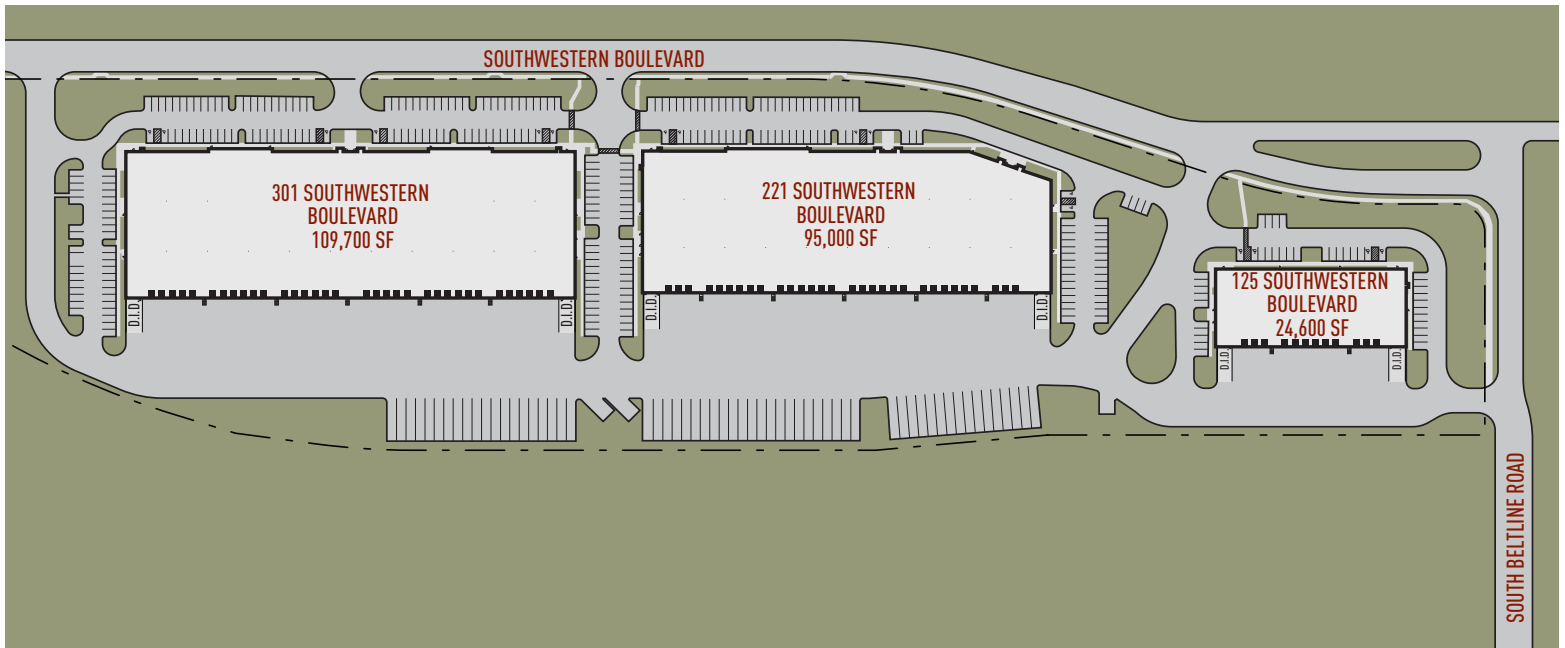 SOUTHWESTERN BOULEVARD
301 SOUTHWESTERN
BOULEVARD
109,700 SF
221 SOUTHWESTERN
BOULEVARD
95,000 SF
125 SOUTHWESTERN
BOULEVARD
24,600 SF
D.I.D.
D.I.D.
D.I.D.
D.I.D.
D.I.D.
D.I.D.
SOUTH BELTLINE ROAD